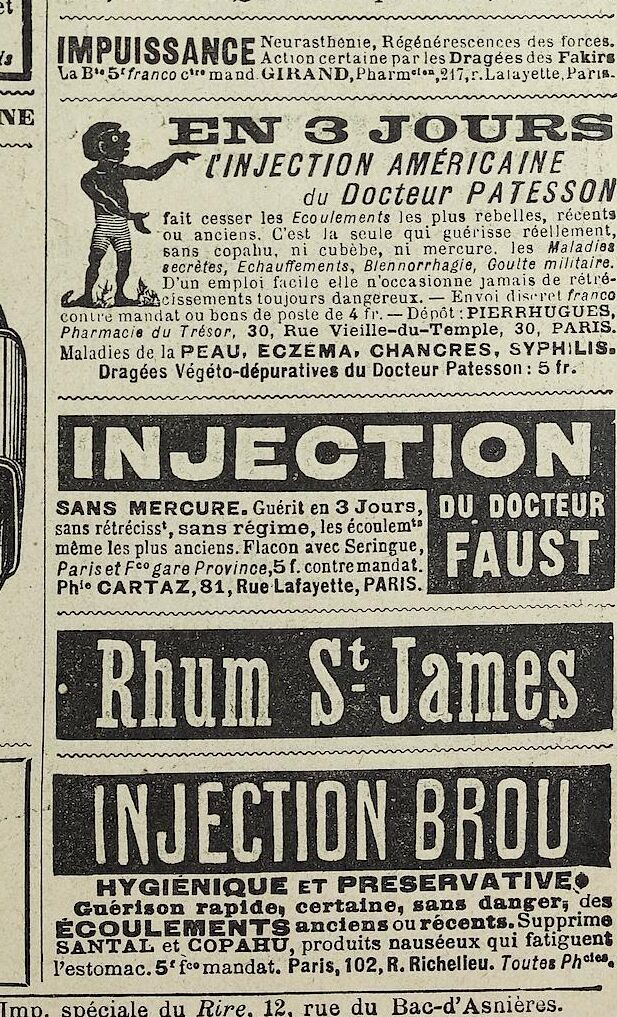 et
is
NE
IMPUISSANCE Neurasthénie, Régénérescences des forces.
Action certaine par les Dragées des Fakirs
La Bte 5f franco ctre mand GIRAND, Pharmcien, 217, r. Lafayette, Paris.
EN 3 JOURS
l'INJECTION AMÉRICAINE
du Docteur PATESSON
fait cesser les Ecoulements les plus rebelles, récents
ou anciens. C'est la seule qui guérisse réellement,
sans copahu, ni cubèbe, ni mercure, les Maladies
secrètes, Echauffements, Blennorrhagie, Goutte militaire.
D'un emploi facile elle n'occasionne jamais de rétré-
cissements toujours dangereux. — Envoi discret franco
contre mandat ou bons de poste de 4 fr. — Dépôt : PIERRHUGUES,
Pharmacie du Trésor, 30, Rue Vieille-du-Temple, 30, PARIS.
Maladies de la PEAU, ECZÉMA, CHANCRES, SYPHILIS.
Dragées Végéto-dépuratives du Docteur Patesson : 5 fr.
INJECTION
DU DOCTEUR
FAUST
SANS MERCURE. Guérit en 3 Jours,
sans rétrécisst, sans régime, les écoulemts
même les plus anciens. Flacon avec Seringue,
Paris et Fco gare Province, 5 f. contre mandat.
Phie CARTAZ, 81, Rue Lafayette, PARIS.
Rhum St-James
INJECTION BROU
HYGIÉNIQUE ET PRÉSERVATIVE
Guérison rapide, certaine, sans danger, des
ÉCOULEMENTS anciens ou récents. Supprime
SANTAL et COPAHU, produits nauséeux qui fatiguent
l'estomac. 5f fco mandat. Paris, 102, R. Richelieu. Toutes Phcies.
Imp. spéciale du Rire, 12, rue du Bac-d'Asnières.